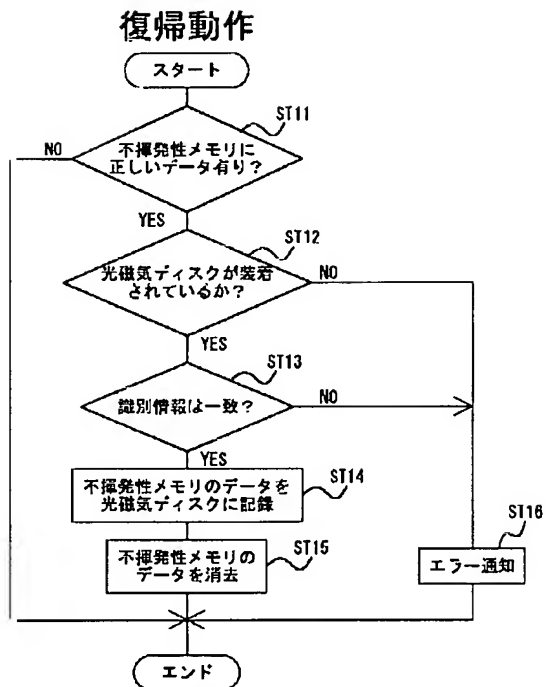 復帰動作
スタート
ST11
不揮発性メモリに
正しいデータ有り?
NO
YES
ST12
光磁気ディスクが装着
されているか?
NO
YES
ST13
識別情報は一致?
NO
YES
不揮発性メモリのデータを
光磁気ディスクに記録
ST14
ST16
不揮発性メモリの
データを消去
ST15
エラー通知
エンド